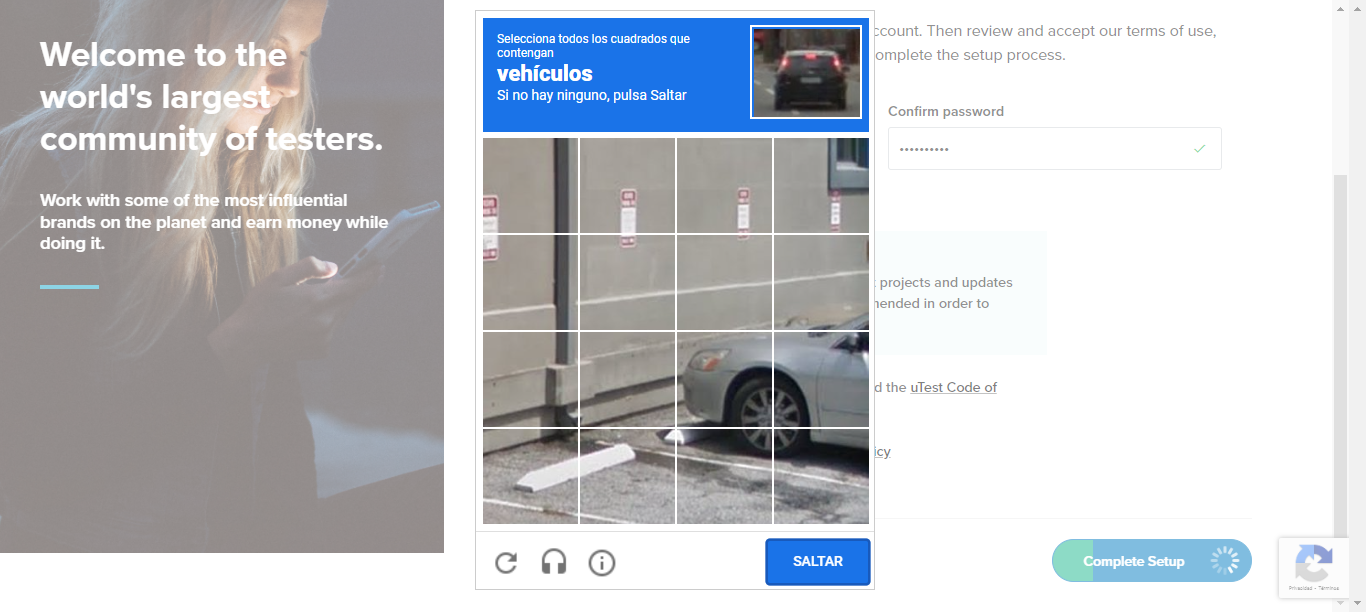 Welcome to the
world's largest
community of testers.
Work with some of the most influential
brands on the planet and earn money while
doing it.
Selecciona todos los cuadrados que
contengan
vehículos
Si no hay ninguno, pulsa Saltar
SALTAR
ccount. Then review and accept our terms of use,
omplete the setup process.
Confirm password
••••••••••
projects and updates
nended in order to
d the uTest Code of
icy
Complete Setup
Privacidad - Términos